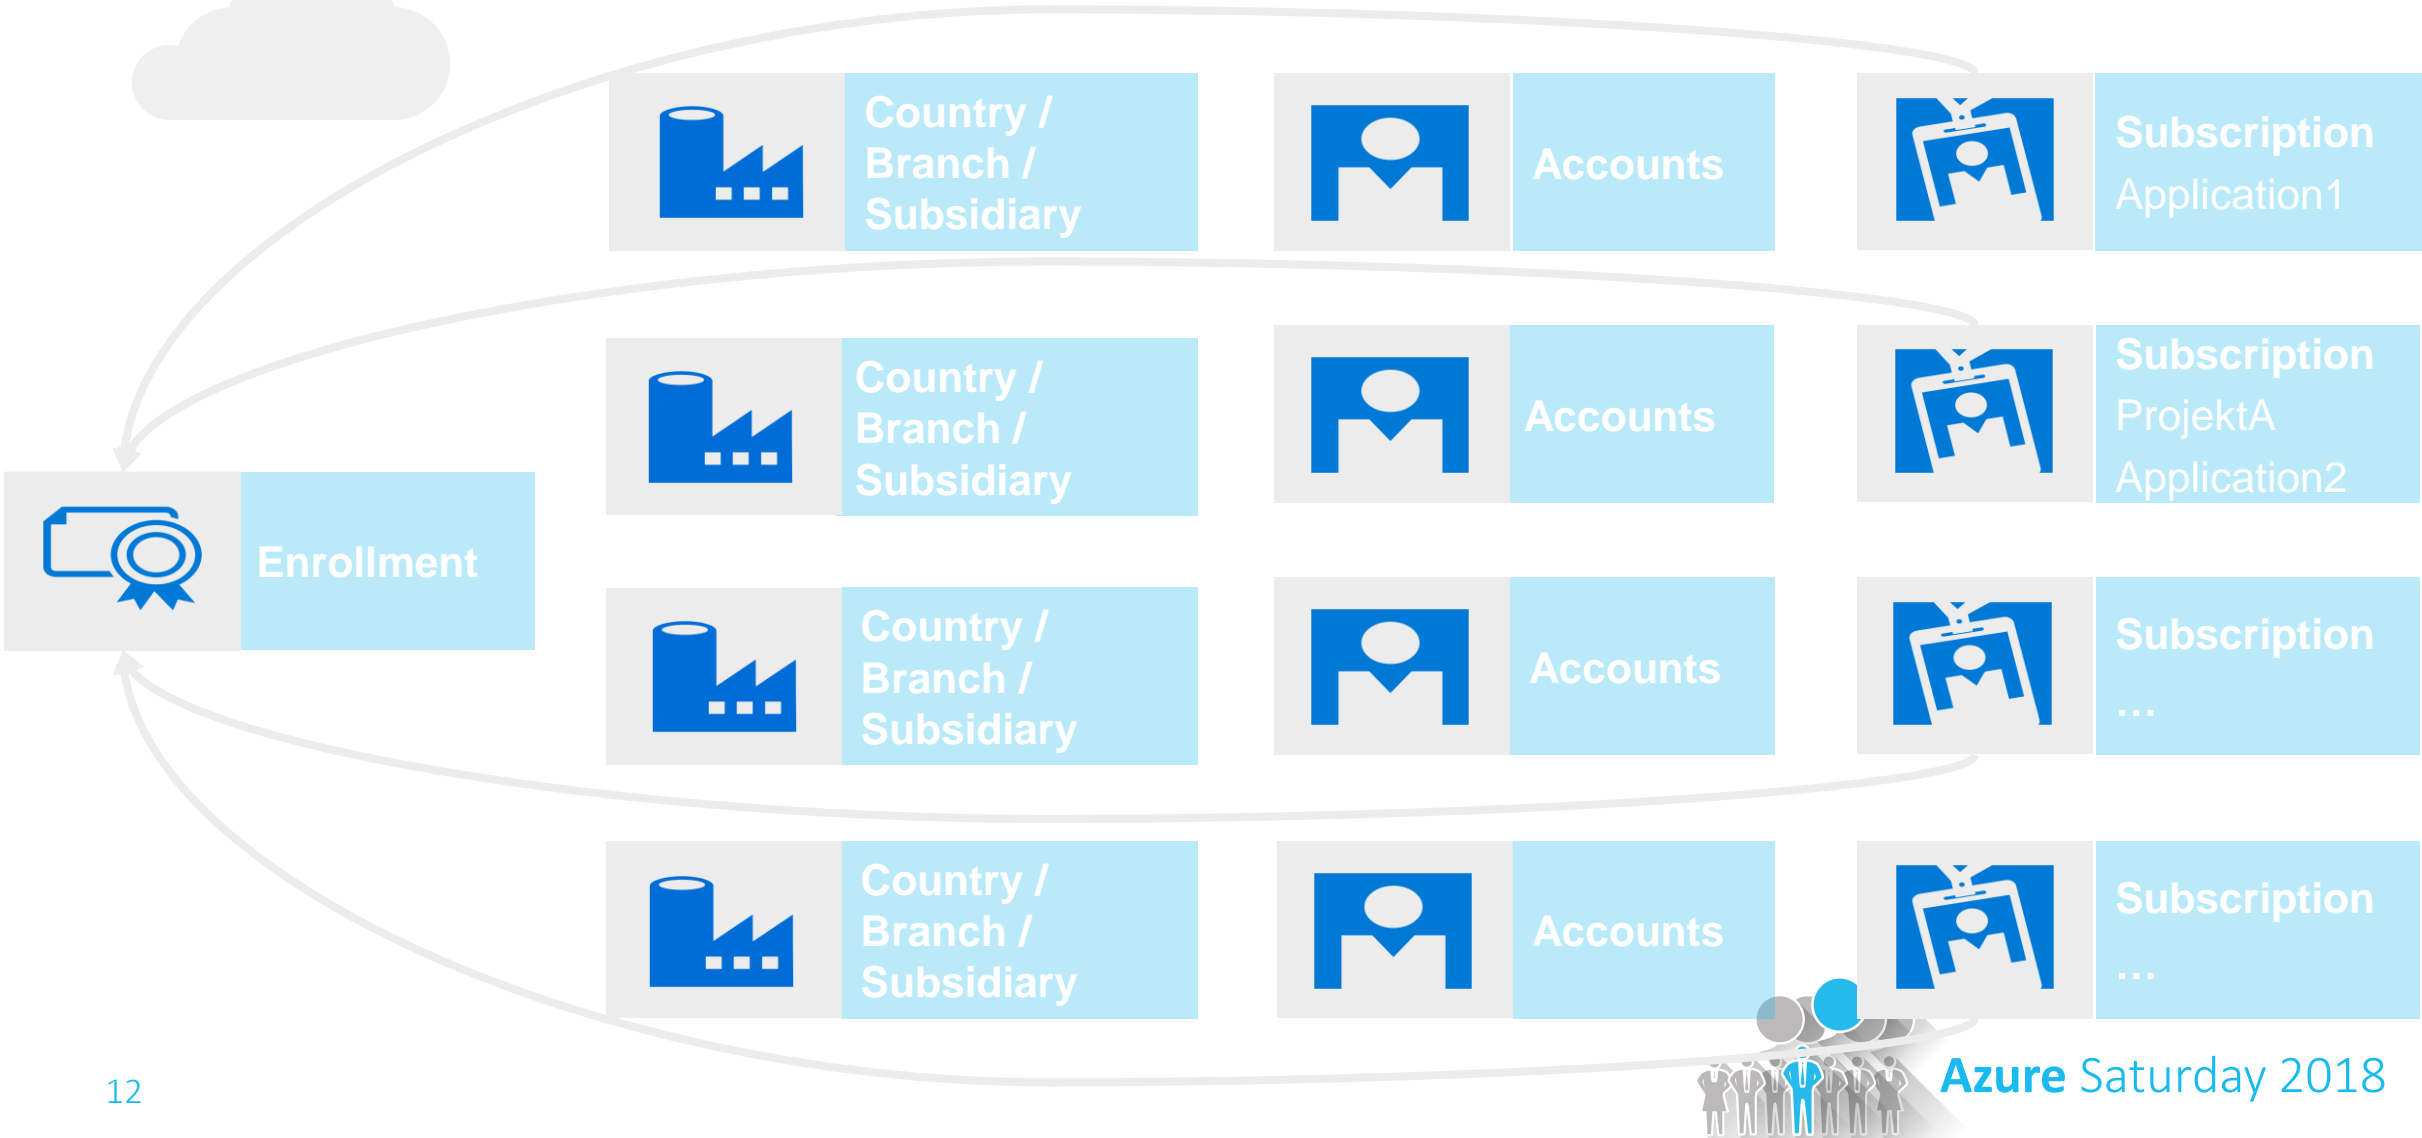 Country /
Branch /
Subsidiary
Accounts
Subscription
Application1
Country /
Branch /
Subsidiary
Accounts
Subscription
ProjektA
Application2
Enrollment
Country /
Branch /
Subsidiary
Accounts
Subscription
...
Country /
Branch /
Subsidiary
Accounts
Subscription
...
12
Azure Saturday 2018